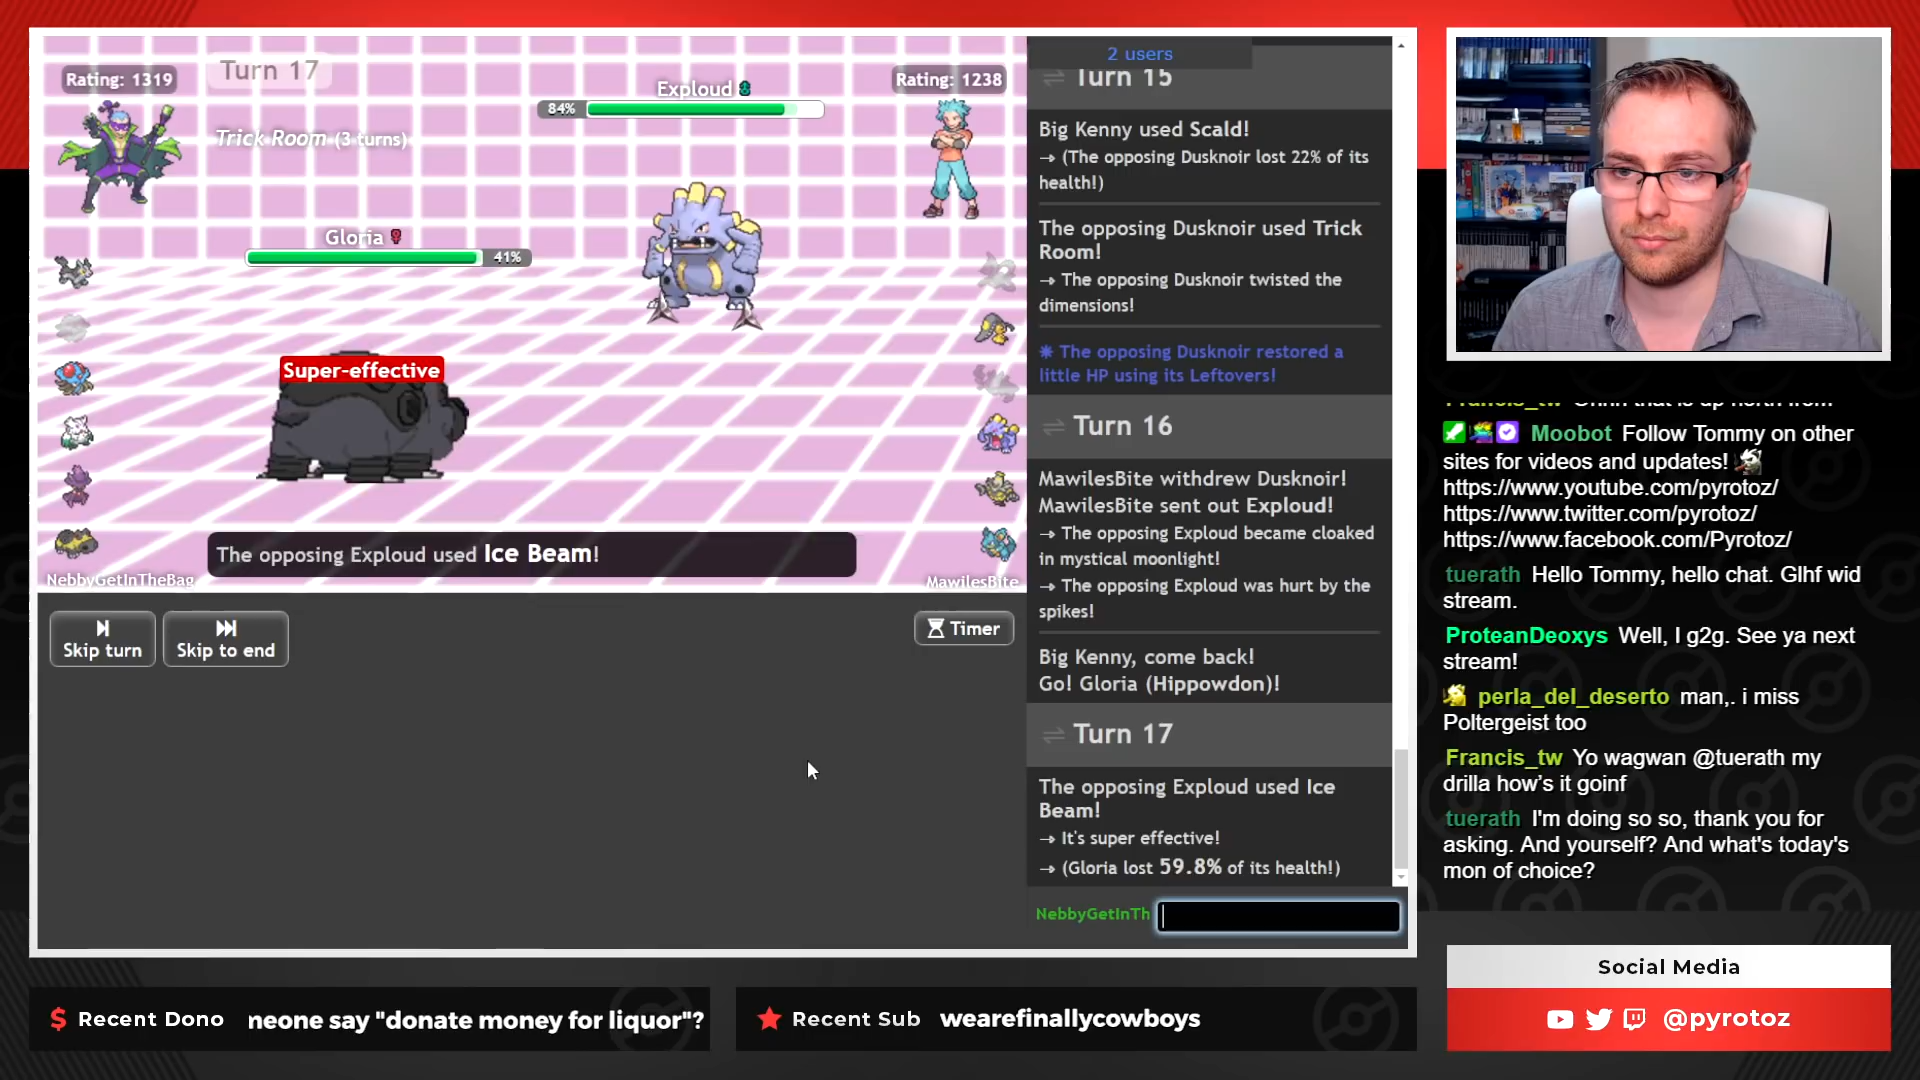 Rating: 1319
Turn 17
Trick Room (3 turns)
Exploud
84%
Rating: 1238
Gloria
41%
Super-effective
The opposing Exploud used Ice Beam!
NebbyGetInTheBag
MawilesBite
Skip turn
Skip to end
Timer
2 users
Turn 15
Big Kenny used Scald!
→ (The opposing Dusknoir lost 22% of its
health!)
The opposing Dusknoir used Trick
Room!
→ The opposing Dusknoir twisted the
dimensions!
The opposing Dusknoir restored a
little HP using its Leftovers!
Turn 16
MawilesBite withdrew Dusknoir!
MawilesBite sent out Exploud!
→ The opposing Exploud became cloaked
in mystical moonlight!
→ The opposing Exploud was hurt by the
spikes!
Big Kenny, come back!
Go! Gloria (Hippowdon)!
Turn 17
The opposing Exploud used Ice
Beam!
→ It's super effective!
→ (Gloria lost 59.8% of its health!)
NebbyGetInTh
Moobot Follow Tommy on other
sites for videos and updates!
https://www.youtube.com/pyrotoz/
https://www.twitter.com/pyrotoz/
https://www.facebook.com/Pyrotoz/
tuerath Hello Tommy, hello chat. Glhf wid
stream.
ProteanDeoxys Well, I g2g. See ya next
stream!
perla_del_deserto man,. i miss
Poltergeist too
Francis_tw Yo wagwan @tuerath my
drilla how's it goinf
tuerath I'm doing so so, thank you for
asking. And yourself? And what's today's
mon of choice?
Social Media
@pyrotoz
$ Recent Dono neone say "donate money for liquor"?
Recent Sub wearefinallycowboys